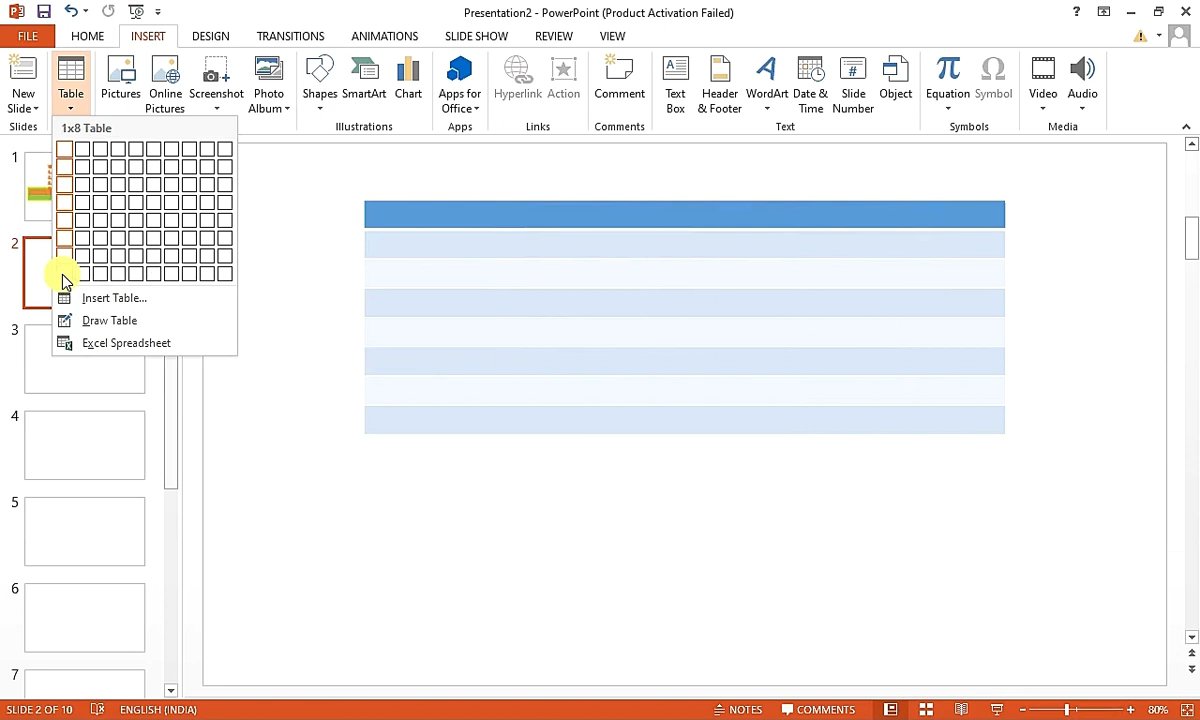 Presentation2 - PowerPoint (Product Activation Failed)
?
FILE HOME INSERT DESIGN TRANSITIONS ANIMATIONS SLIDE SHOW REVIEW VIEW
New Slide
Table
Pictures
Online Pictures
Screenshot
Photo Album
Shapes
SmartArt
Chart
Apps for Office
Hyperlink
Action
Comment
Text Box
Header & Footer
WordArt
Date & Time
Slide Number
Object
Equation
Symbol
Video
Audio
Slides
Illustrations
Apps
Links
Comments
Text
Symbols
Media
1x8 Table
Insert Table...
Draw Table
Excel Spreadsheet
1
2
3
4
5
6
7
SLIDE 2 OF 10 ENGLISH (INDIA) NOTES COMMENTS 80%